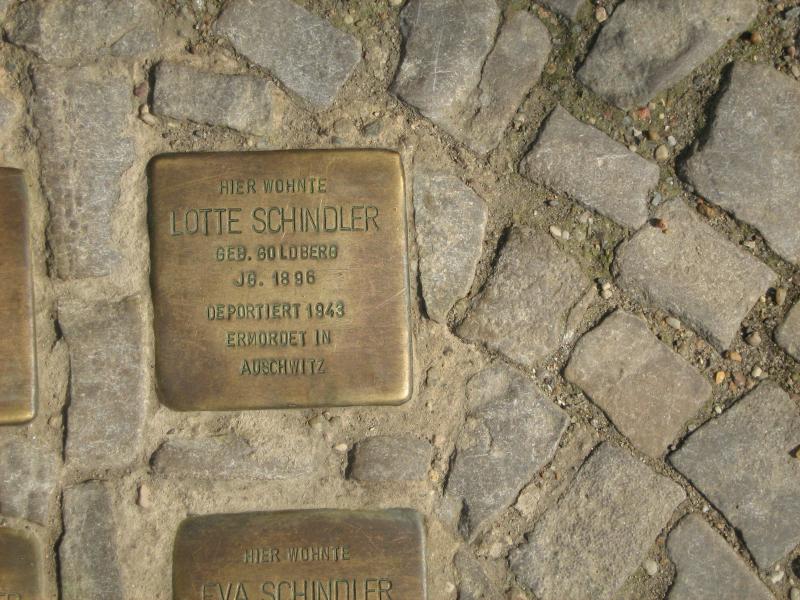 HIER WOHNTE
LOTTE SCHINDLER
GEB. GOLDBERG
JG. 1896
DEPORTIERT 1943
ERMORDET IN
AUSCHWITZ
HIER WOHNTE
EVA SCHINDLER